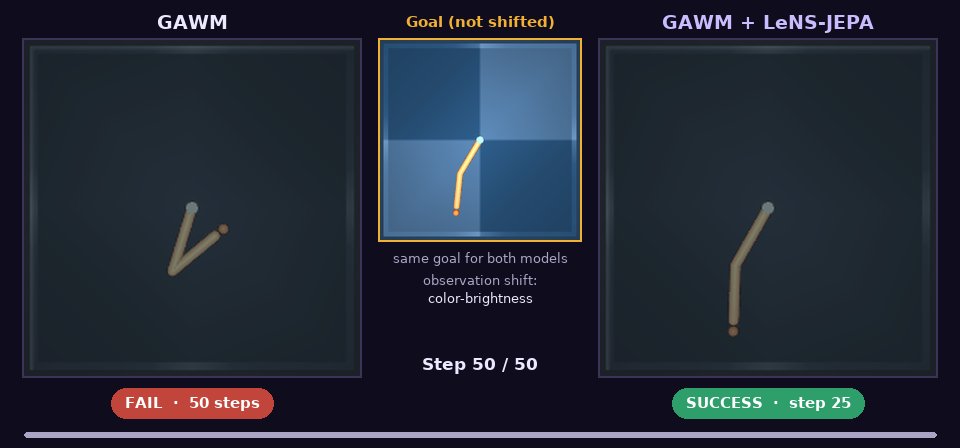 GAWM
Goal (not shifted)
GAWM + LeNS-JEPA
same goal for both models
observation shift:
color-brightness
Step 50 / 50
FAIL · 50 steps
SUCCESS · step 25